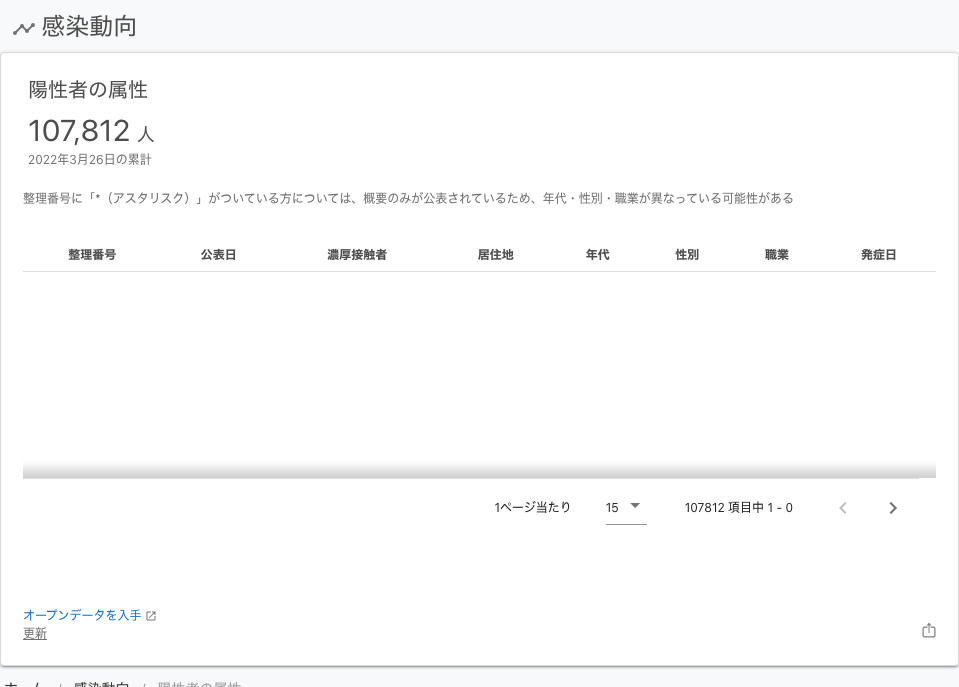 感染動向
陽性者の属性
107,812 人
2022年3月26日の累計
整理番号に「*（アスタリスク）」がついている方については、概要のみが公表されているため、年代・性別・職業が異なっている可能性がある
整理番号 公表日 濃厚接触者 居住地 年代 性別 職業 発症日
1ページ当たり 15 107812 項目中 1 - 0
オープンデータを入手
更新
ホーム / 感染動向 / 陽性者の属性